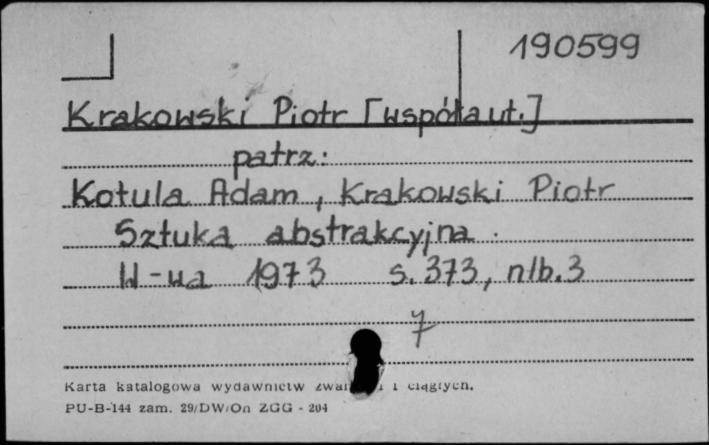 190599
Krakowski Piotr [współaut.]
patrz:
Kotula Adam, Krakowski Piotr
Sztuka abstrakcyjna.
W-wa 1973 s. 373, nlb. 3
7
Karta katalogowa wydawnictw i ciągłych.
PU-B-144 zam. 29/DW/On ZGG - 204